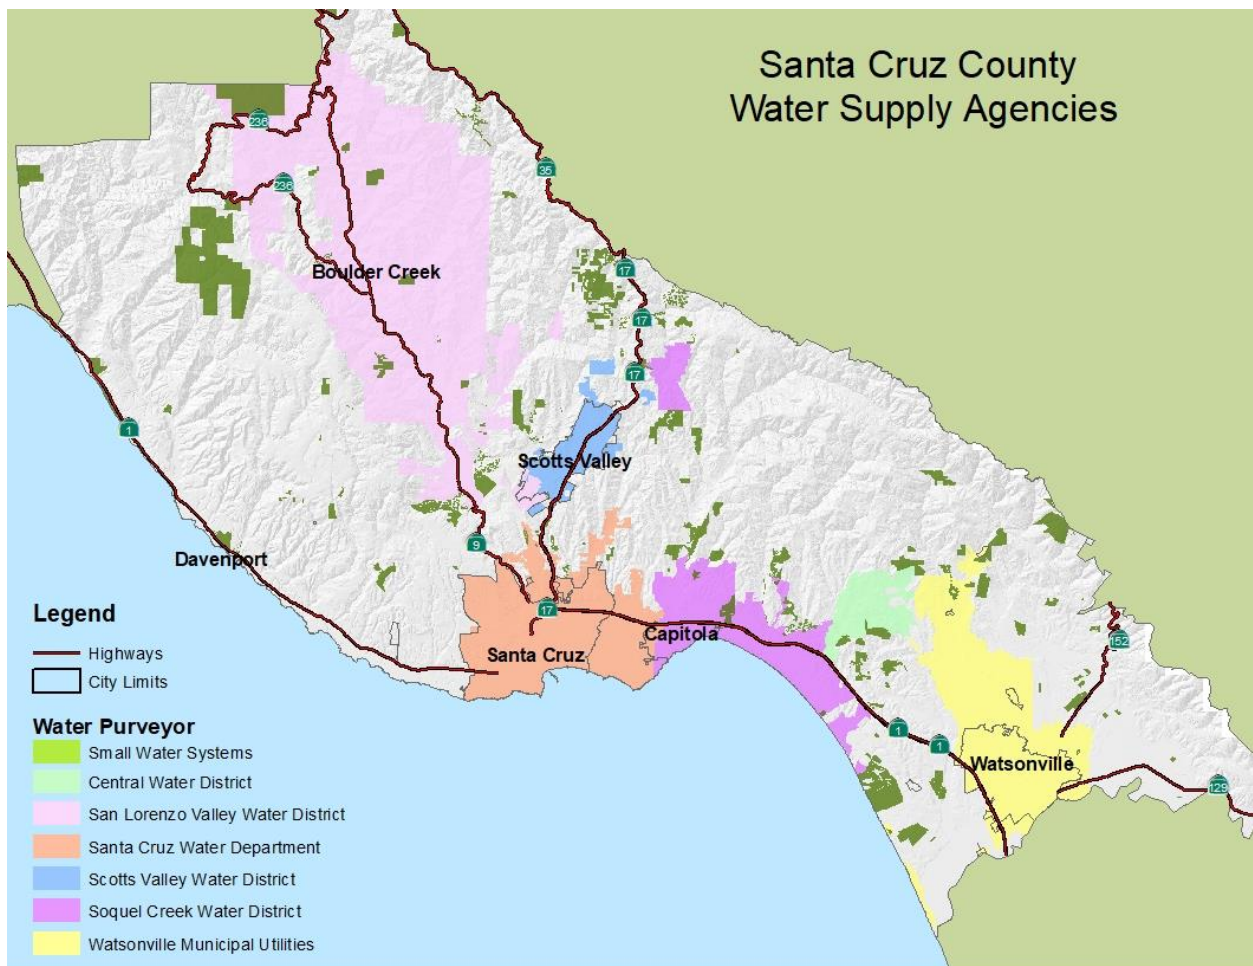 Santa Cruz County
Water Supply Agencies
236
35
236
17
Boulder Creek
17
17
1
Scotts Valley
9
Davenport
17
Legend
Capitola
152
Highways
Santa Cruz
City Limits
Water Purveyor
1
1
Small Water Systems
Watsonville
Central Water District
129
San Lorenzo Valley Water District
Santa Cruz Water Department
Scotts Valley Water District
Soquel Creek Water District
Watsonville Municipal Utilities